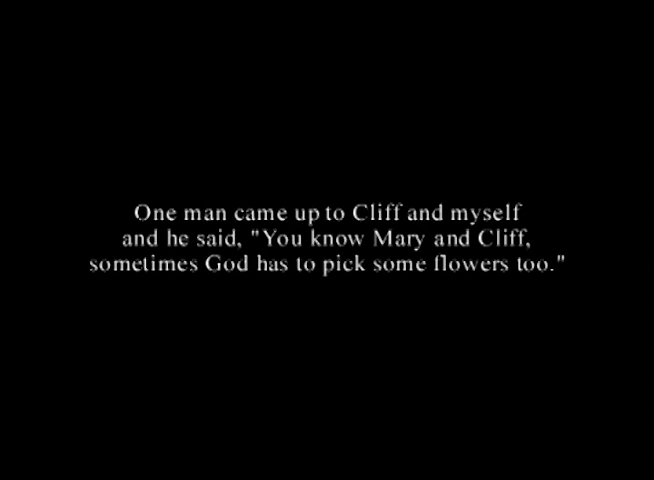 One man came up to Cliff and myself
and he said, "You know Mary and Cliff,
sometimes God has to pick some flowers too."